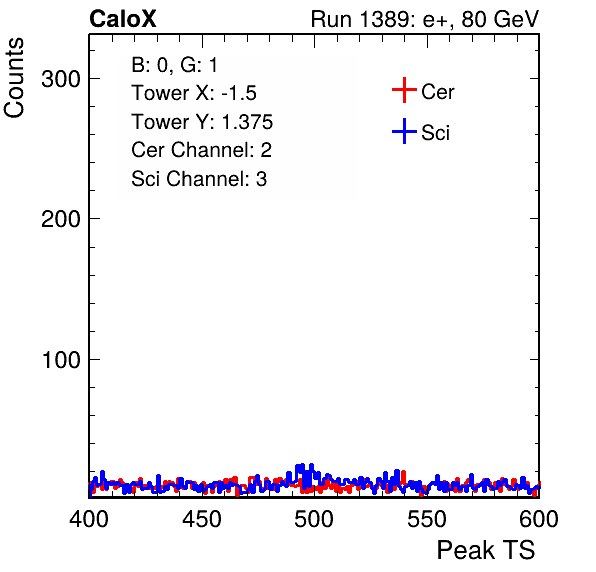 CaloX Run 1389: e+, 80 GeV
Counts
B: 0, G: 1
Tower X: -1.5
Tower Y: 1.375
Cer Channel: 2
Sci Channel: 3
Cer
Sci
300
200
100
400 450 500 550 600
Peak TS